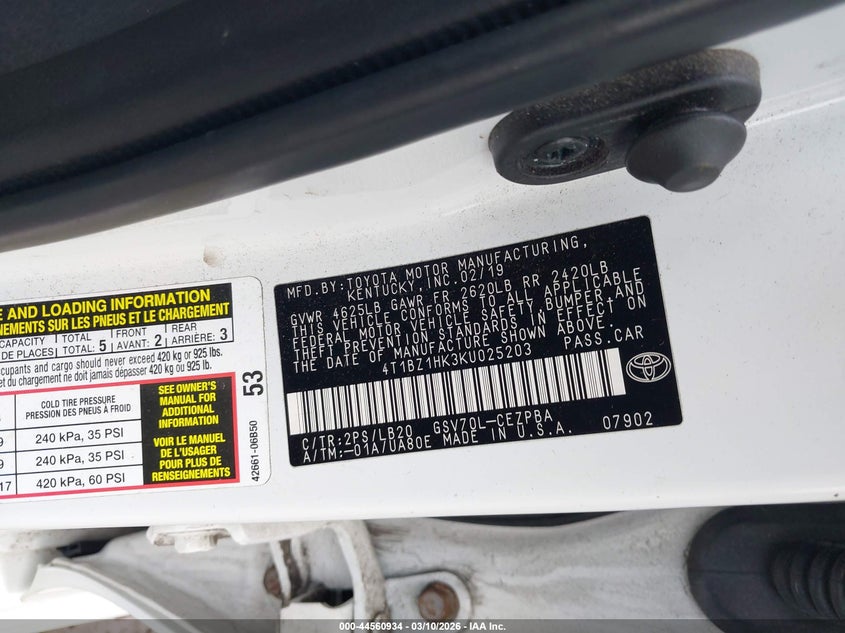 E AND LOADING INFORMATION
NEMENTS SUR LES PNEUS ET LE CHARGEMENT
CAPACITY TOTAL FRONT REAR
DE PLACES TOTAL: 5 AVANT: 2 ARRIÈRE: 3
occupants and cargo should never exceed 420 kg or 925 lbs.
et du chargement ne doit jamais dépasser 420 kg ou 925 lb.
COLD TIRE PRESSURE
PRESSION DES PNEUS À FROID
9 240 kPa, 35 PSI
9 240 kPa, 35 PSI
17 420 kPa, 60 PSI
SEE OWNER'S
MANUAL FOR
ADDITIONAL
INFORMATION
VOIR LE MANUEL
DE L'USAGER
POUR PLUS DE
RENSEIGNEMENTS
53
42661-06B50
MFD.BY:TOYOTA MOTOR MANUFACTURING,
KENTUCKY,INC.02/19
GVWR 4625LB GAWR FR 2620LB RR 2420LB
THIS VEHICLE CONFORMS TO ALL APPLICABLE
FEDERAL MOTOR VEHICLE SAFETY,BUMPER,AND
THEFT PREVENTION STANDARDS IN EFFECT ON
THE DATE OF MANUFACTURE SHOWN ABOVE.
4T1BZ1HK3KU025203 PASS.CAR
C/TR:2PS/LB20 GSV70L-CEZPBA
A/TM:-01A/UA80E MADE IN U.S.A. 07902
000-44560934 - 03/10/2026 - IAA Inc.